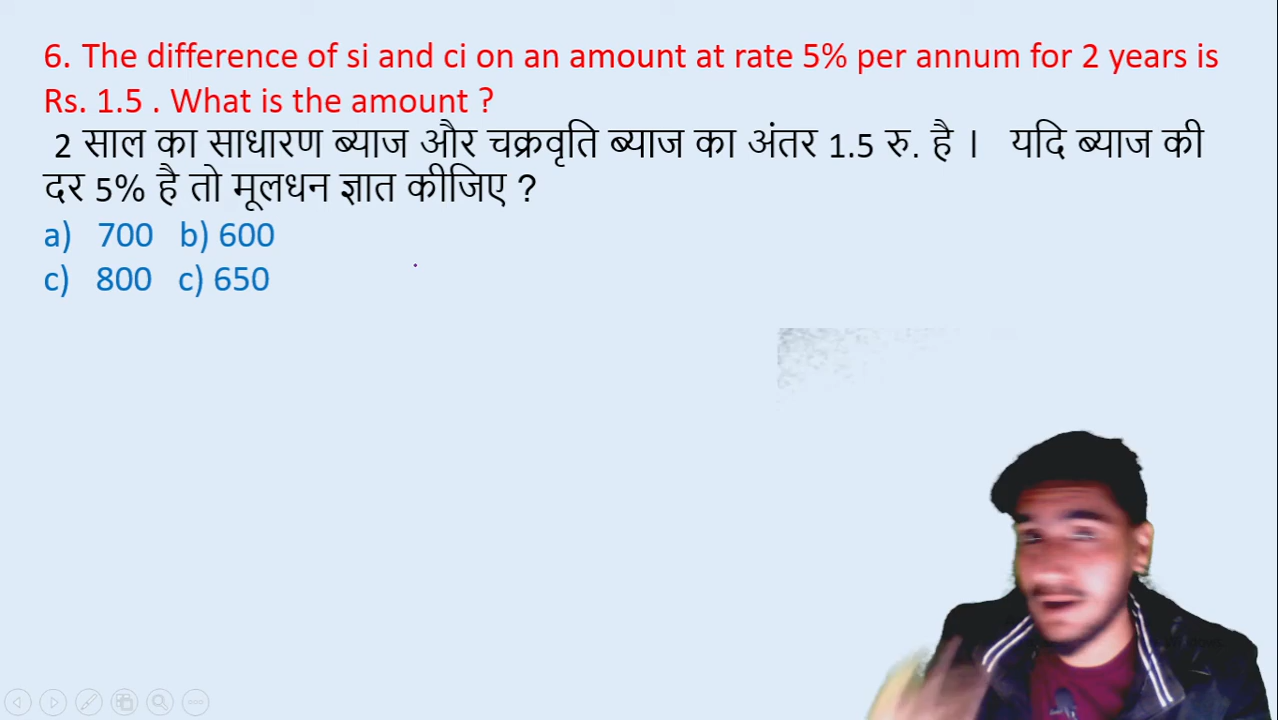 6. The difference of si and ci on an amount at rate 5% per annum for 2 years is
Rs. 1.5 . What is the amount ?
2 साल का साधारण ब्याज और चक्रवृति ब्याज का अंतर 1.5 रु. है । यदि ब्याज की
दर 5% है तो मूलधन ज्ञात कीजिए ?
a) 700 b) 600
c) 800 c) 650